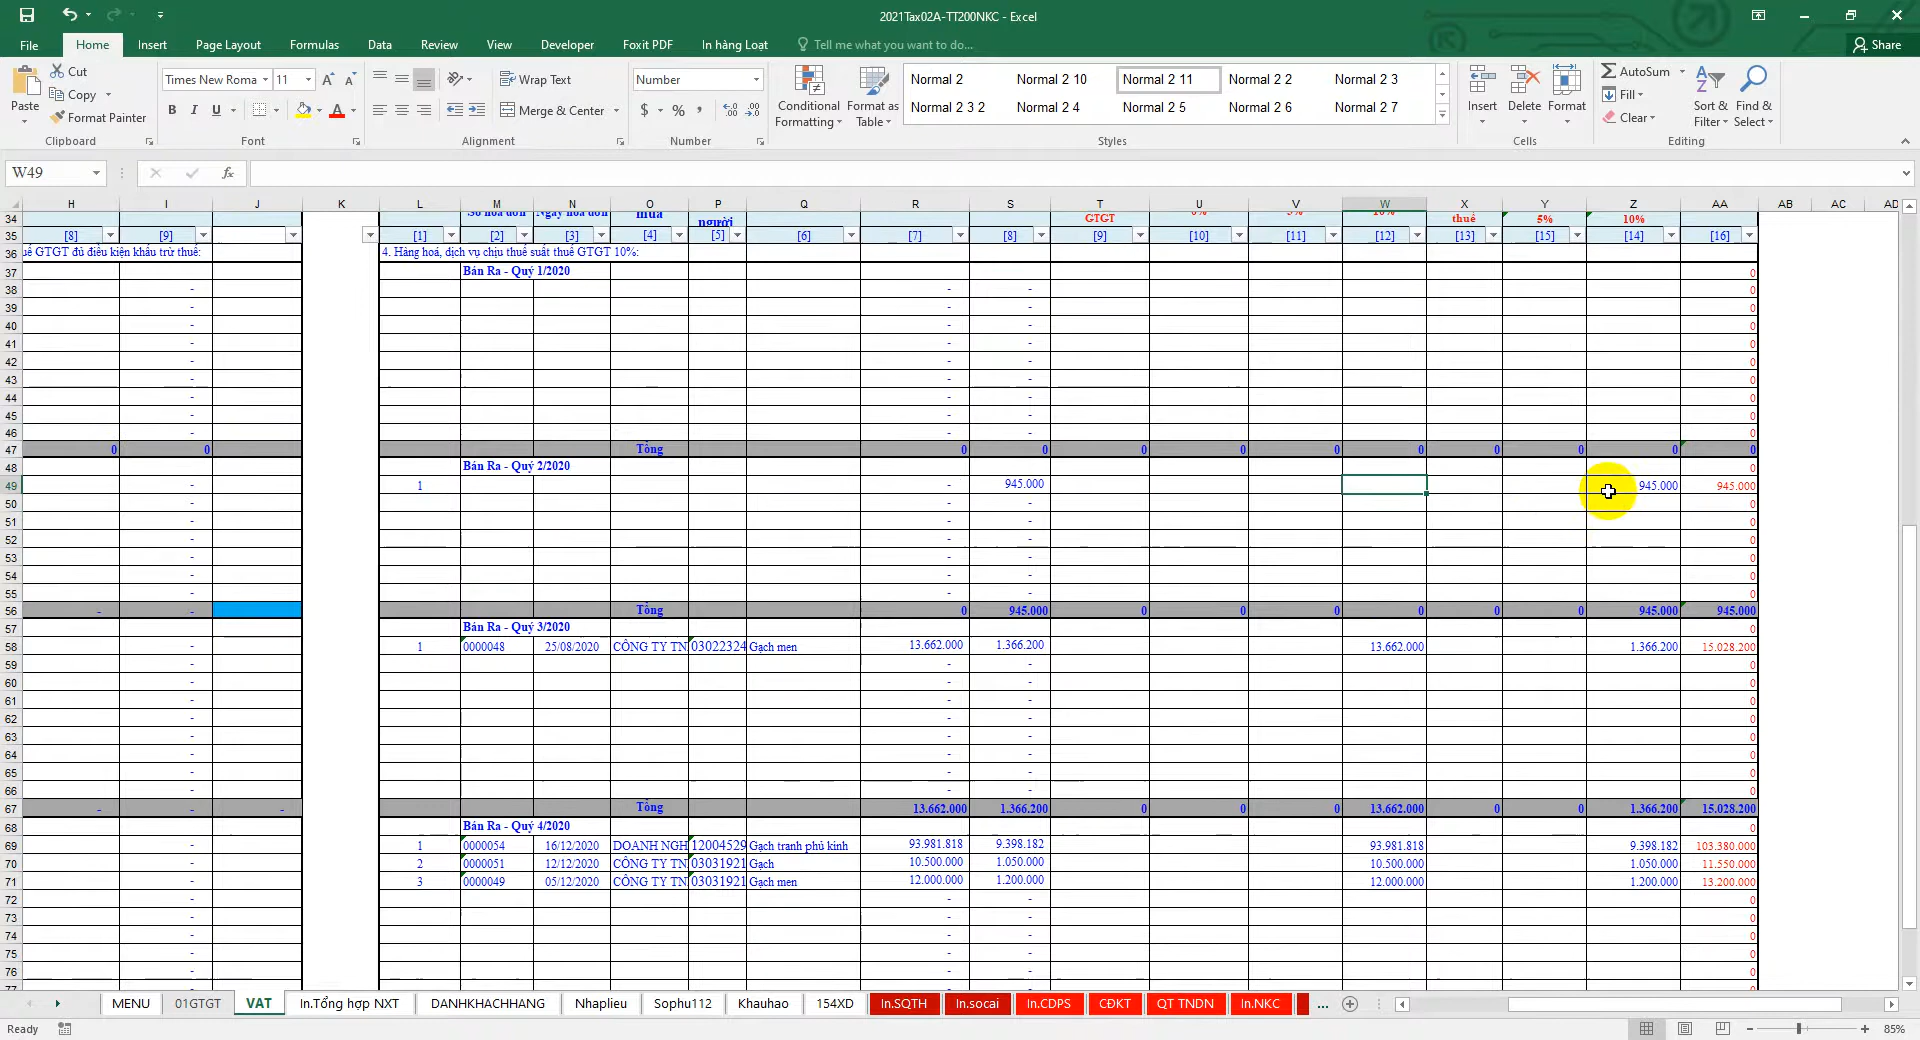 2021Tax02A-TT200NKC - Excel
File Home Insert Page Layout Formulas Data Review View Developer Foxit PDF In hàng Loạt Tell me what you want to do... Share
Paste Cut Copy Format Painter
Clipboard
Times New Roma 11
B I U
Font
Wrap Text
Merge & Center
Alignment
Number
$ %
Number
Conditional Formatting
Format as Table
Normal 2 Normal 2 10 Normal 2 11 Normal 2 2 Normal 2 3
Normal 2 3 2 Normal 2 4 Normal 2 5 Normal 2 6 Normal 2 7
Styles
Insert Delete Format
Cells
AutoSum
Fill
Clear
Sort & Filter
Find & Select
Editing
W49 fx
H I J K L M N O P Q R S T U V W X Y Z AA AB AC AD
34 Số hóa đơn Ngày hóa đơn mua người GTGT 0% 5% 10% thuế 5% 10%
35 [8] [9] [1] [2] [3] [4] [5] [6] [7] [8] [9] [10] [11] [12] [13] [15] [14] [16]
36 uế GTGT đủ điều kiện khấu trừ thuế: 4. Hàng hoá, dịch vụ chịu thuế suất thuế GTGT 10%:
37 Bán Ra - Quý 1/2020 0
38 - - - 0
39 - - - 0
40 - - - 0
41 - - - 0
42 - - - 0
43 - - - 0
44 - - - 0
45 - - - 0
46 - - - 0
47 0 0 Tổng 0 0 0 0 0 0 0 0 0 0
48 Bán Ra - Quý 2/2020 0
49 - 1 - 945.000 945.000 945.000
50 - - - 0
51 - - - 0
52 - - - 0
53 - - - 0
54 - - - 0
55 - - - 0
56 - - Tổng 0 945.000 0 0 0 0 0 0 945.000 945.000
57 Bán Ra - Quý 3/2020 0
58 - 1 0000048 25/08/2020 CÔNG TY TN 03022324 Gạch men 13.662.000 1.366.200 13.662.000 1.366.200 15.028.200
59 - - - 0
60 - - - 0
61 - - - 0
62 - - - 0
63 - - - 0
64 - - - 0
65 - - - 0
66 - - - 0
67 - - - Tổng 13.662.000 1.366.200 0 0 0 13.662.000 0 0 1.366.200 15.028.200
68 Bán Ra - Quý 4/2020 0
69 - 1 0000054 16/12/2020 DOANH NGH 12004529 Gạch tranh phủ kính 93.981.818 9.398.182 93.981.818 9.398.182 103.380.000
70 - 2 0000051 12/12/2020 CÔNG TY TN 03031921 Gạch 10.500.000 1.050.000 10.500.000 1.050.000 11.550.000
71 - 3 0000049 05/12/2020 CÔNG TY TN 03031921 Gạch men 12.000.000 1.200.000 12.000.000 1.200.000 13.200.000
72 - - - 0
73 - - - 0
74 - - - 0
75 - - - 0
76 - - - 0
77
MENU 01GTGT VAT In.Tổng hợp NXT DANHKHACHHANG Nhaplieu Sophu112 Khauhao 154XD In.SQTH In.socai In.CDPS CĐKT QT TNDN In.NKC ...
Ready 85%